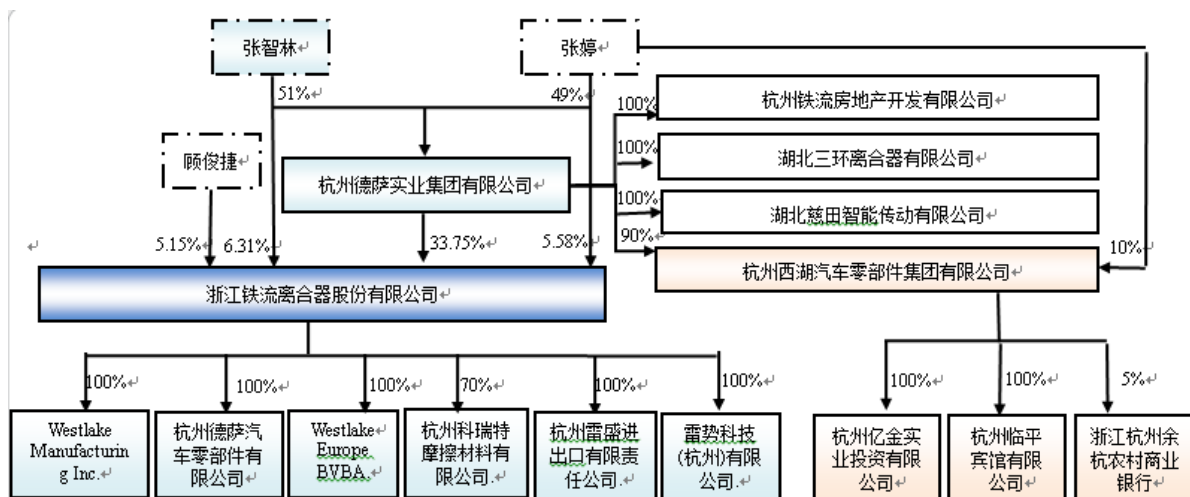 张智林
张婷
51%
49%
100%
杭州铁流房地产开发有限公司
顾俊捷
100%
湖北三环离合器有限公司
杭州德萨实业集团有限公司
100%
湖北慈田智能传动有限公司
5.15%
6.31%
33.75%
5.58%
90%
杭州西湖汽车零部件集团有限公司
10%
浙江铁流离合器股份有限公司
100%
100%
100%
70%
100%
100%
100%
100%
5%
Westlake
Manufacturin
g Inc.
杭州德萨汽
车零部件有
限公司
Westlake
Europe
BVBA.
杭州科瑞特
摩擦材料有
限公司.
杭州雷盛进
出口有限责
任公司.
雷势科技
(杭州)有限
公司.
杭州亿金实
业投资有限
公司
杭州临平
宾馆有限
公司
浙江杭州余
杭农村商业
银行